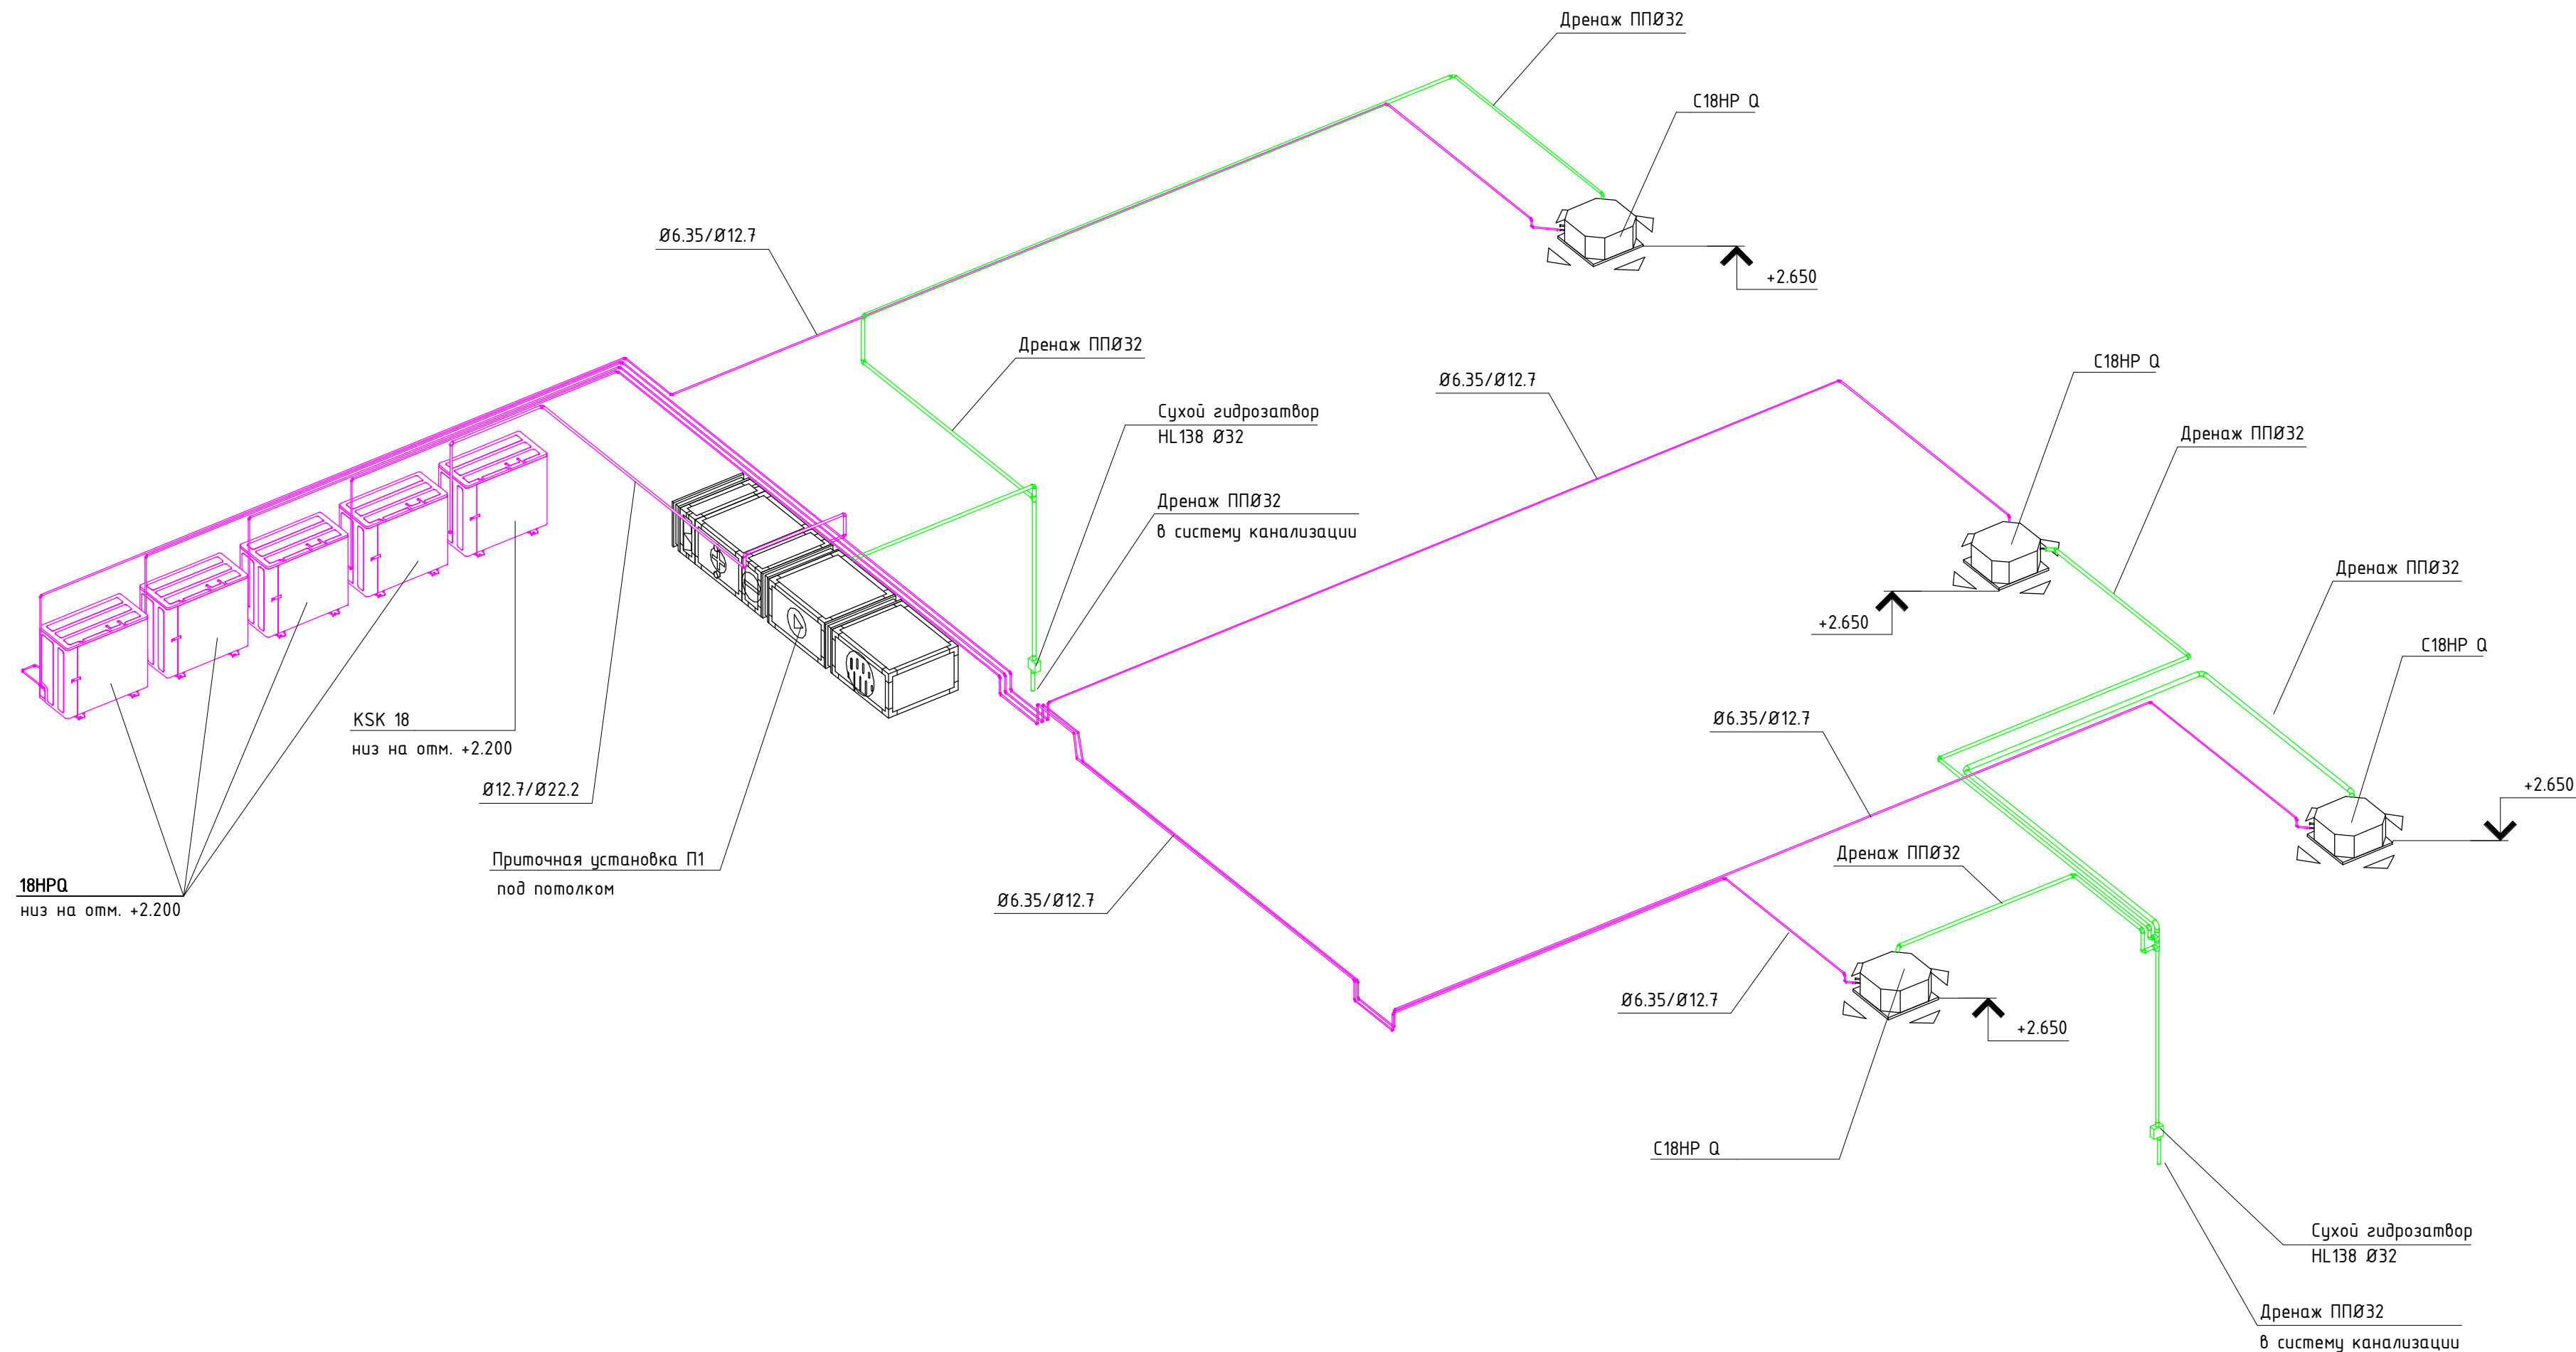 Дренаж ППØ32
C18HP Q
Ø6.35/Ø12.7
+2.650
Дренаж ППØ32
C18HP Q
Ø6.35/Ø12.7
Сухой гидрозатвор
HL138 Ø32
Дренаж ППØ32
Дренаж ППØ32
в систему канализации
Дренаж ППØ32
+2.650
C18HP Q
KSK 18
низ на отм. +2.200
Ø6.35/Ø12.7
Ø12.7/Ø22.2
+2.650
Приточная установка П1
под потолком
Дренаж ППØ32
18HPQ
низ на отм. +2.200
Ø6.35/Ø12.7
Ø6.35/Ø12.7
+2.650
C18HP Q
Сухой гидрозатвор
HL138 Ø32
Дренаж ППØ32
в систему канализации